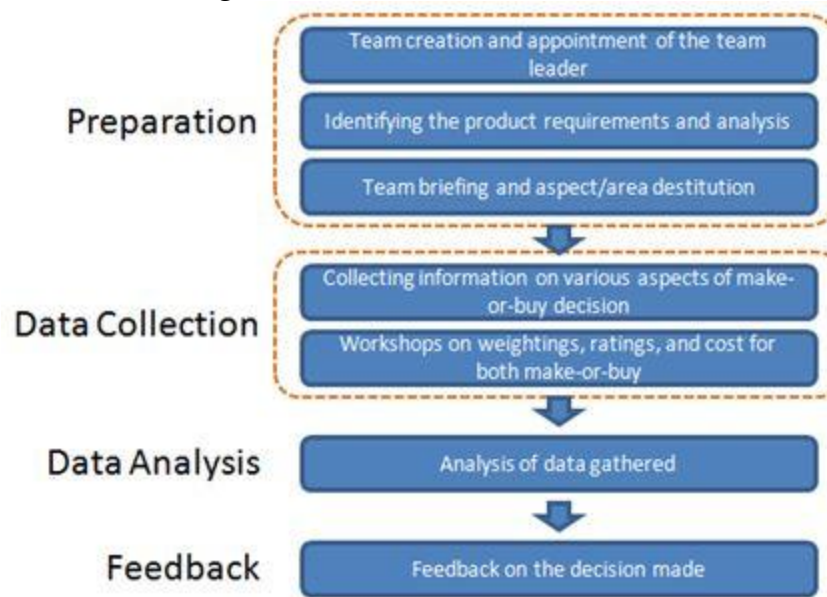 Team creation and appointment of the team
leader
Preparation
Identifying the product requirements and analysis
Team briefing and aspect/area destitution
Collecting information on various aspects of make-
or-buy decision
Data Collection
Workshops on weightings, ratings, and cost for
both make-or-buy
Data Analysis
Analysis of data gathered
Feedback
Feedback on the decision made